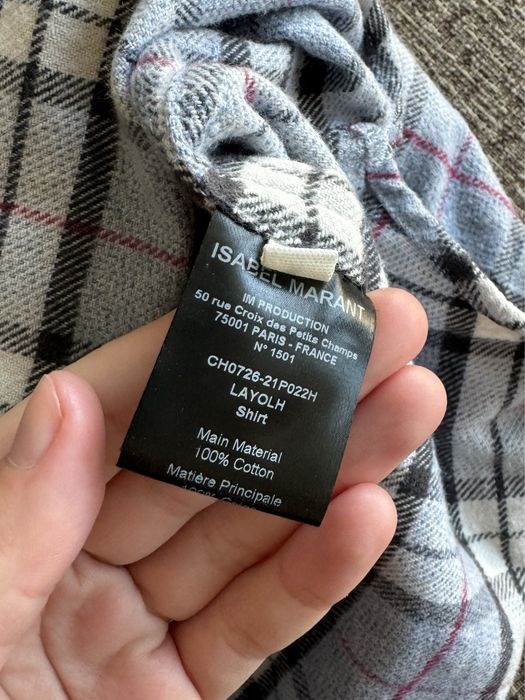 ISABEL MARANT
IM PRODUCTION
50 rue Croix des Petits Champs
75001 PARIS - FRANCE
N° 1501
CH0726-21P022H
LAYOLH
Shirt
Main Material
100% Cotton
Matière Principale
100%